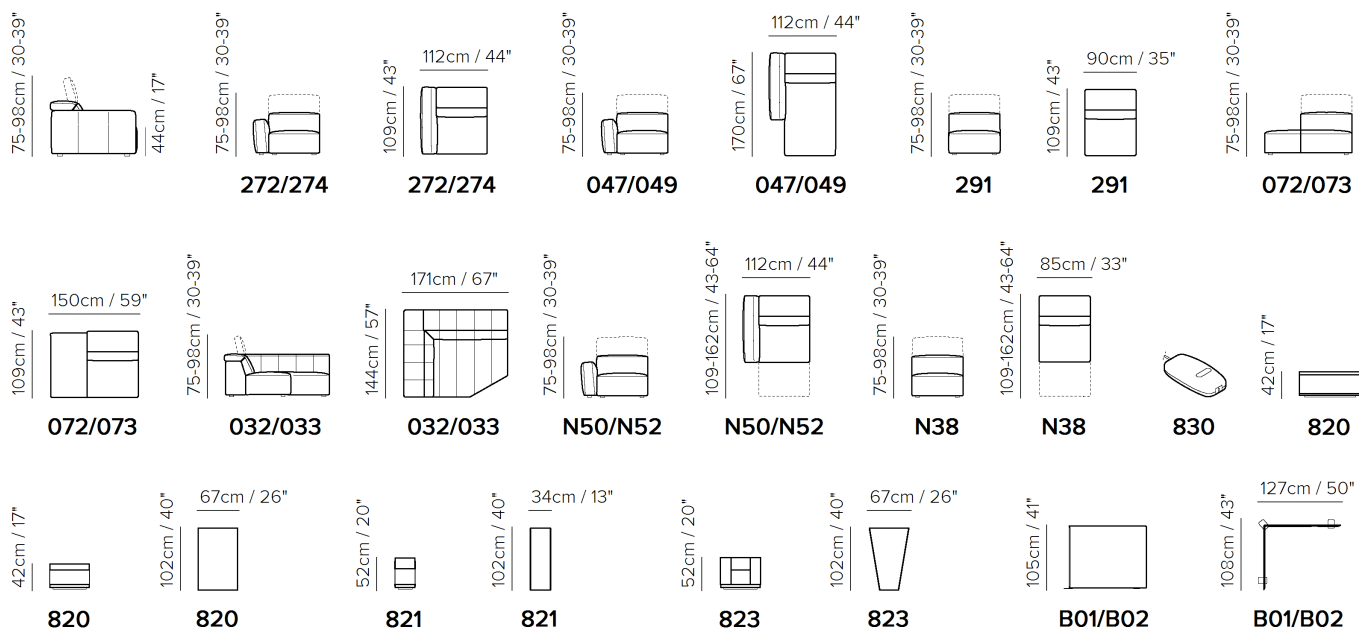 75-98cm / 30-39"
44cm / 17"
75-98cm / 30-39"
272/274
112cm / 44"
109cm / 43"
272/274
75-98cm / 30-39"
047/049
112cm / 44"
170cm / 67"
047/049
75-98cm / 30-39"
291
90cm / 35"
109cm / 43"
291
75-98cm / 30-39"
072/073
150cm / 59"
109cm / 43"
072/073
75-98cm / 30-39"
032/033
171cm / 67"
144cm / 57"
032/033
75-98cm / 30-39"
N50/N52
112cm / 44"
109-162cm / 43-64"
N50/N52
75-98cm / 30-39"
N38
85cm / 33"
109-162cm / 43-64"
N38
830
42cm / 17"
820
42cm / 17"
820
67cm / 26"
102cm / 40"
820
52cm / 20"
821
34cm / 13"
102cm / 40"
821
52cm / 20"
823
67cm / 26"
102cm / 40"
823
105cm / 41"
B01/B02
127cm / 50"
108cm / 43"
B01/B02